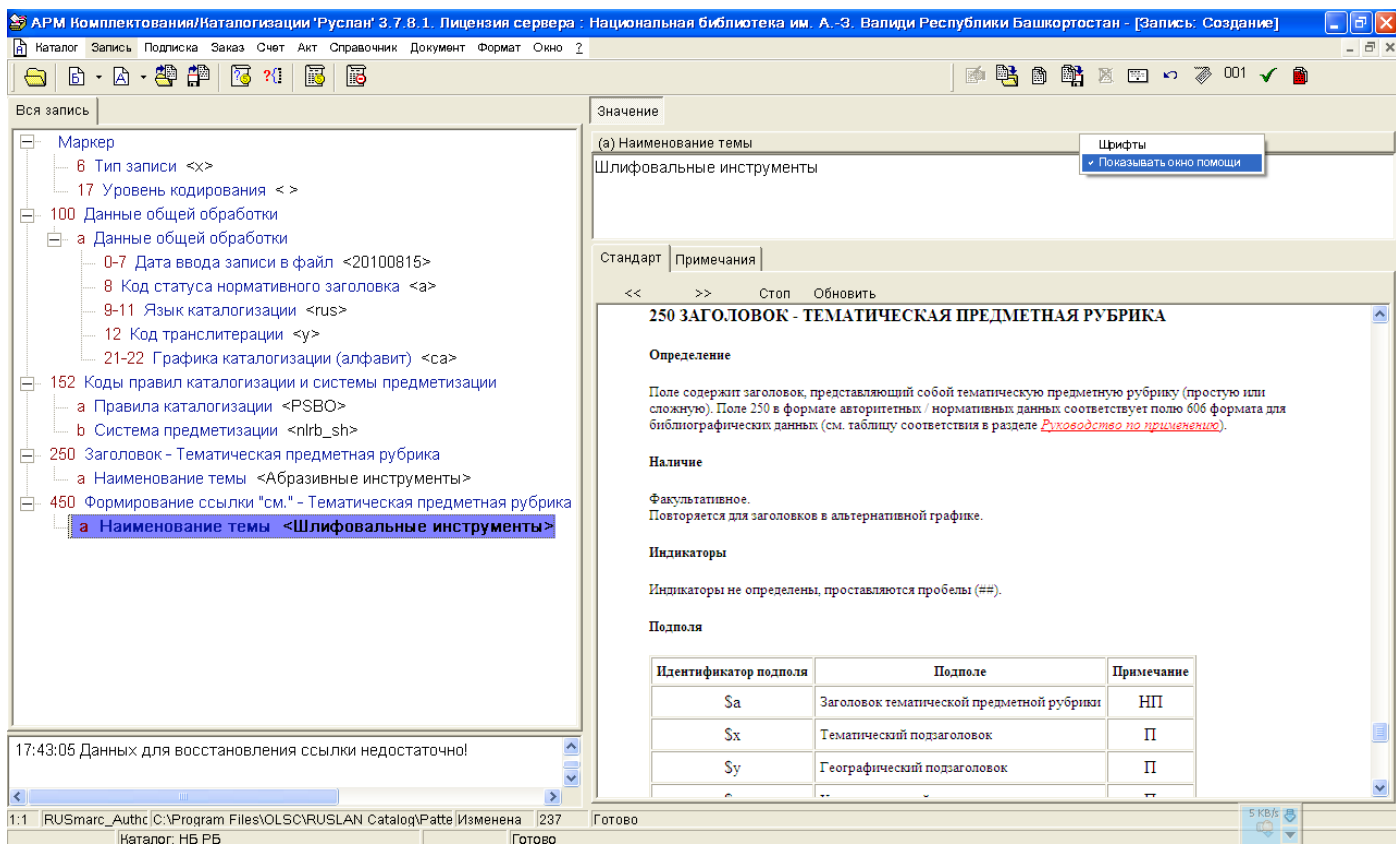 АРМ Комплектования/Каталогизации 'Руслан' 3.7.8.1. Лицензия сервера : Национальная библиотека им. А.-З. Валиди Республики Башкортостан - [Запись: Создание]
Каталог Запись Подписка Заказ Счет Акт Справочник Документ Формат Окно ?
001
Вся запись
Маркер
6 Тип записи <x>
17 Уровень кодирования < >
100 Данные общей обработки
a Данные общей обработки
0-7 Дата ввода записи в файл <20100815>
8 Код статуса нормативного заголовка <a>
9-11 Язык каталогизации <rus>
12 Код транслитерации <y>
21-22 Графика каталогизации (алфавит) <ca>
152 Коды правил каталогизации и системы предметизации
a Правила каталогизации <PSBO>
b Система предметизации <nlrb_sh>
250 Заголовок - Тематическая предметная рубрика
a Наименование темы <Абразивные инструменты>
450 Формирование ссылки "см." - Тематическая предметная рубрика
a Наименование темы <Шлифовальные инструменты>
17:43:05 Данных для восстановления ссылки недостаточно!
Значение
(a) Наименование темы
Шлифовальные инструменты
Шрифты
Показывать окно помощи
Стандарт Примечания
<< >> Стоп Обновить
250 ЗАГОЛОВОК - ТЕМАТИЧЕСКАЯ ПРЕДМЕТНАЯ РУБРИКА
Определение
Поле содержит заголовок, представляющий собой тематическую предметную рубрику (простую или
сложную). Поле 250 в формате авторитетных / нормативных данных соответствует полю 606 формата для
библиографических данных (см. таблицу соответствия в разделе Руководство по применению).
Наличие
Факультативное.
Повторяется для заголовков в альтернативной графике.
Индикаторы
Индикаторы не определены, проставляются пробелы (##).
Подполя
Идентификатор подполя Подполе Примечание
$a Заголовок тематической предметной рубрики НП
$x Тематический подзаголовок П
$y Географический подзаголовок П
1:1 RUSmarc_Autho C:\Program Files\OLSC\RUSLAN Catalog\Patte Изменена 237 Готово
5 KB/s
Каталог: НБ РБ Готово